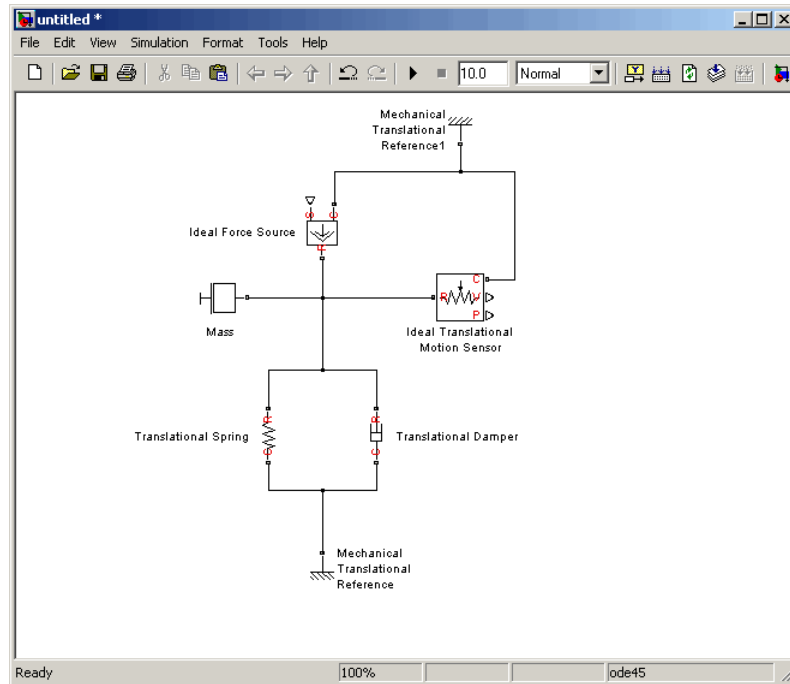 untitled *
File Edit View Simulation Format Tools Help
10.0 Normal
Mechanical
Translational
Reference1
S C
Ideal Force Source
R
C
R V
P
Mass
Ideal Translational
Motion Sensor
R R
Translational Spring Translational Damper
C C
Mechanical
Translational
Reference
Ready 100% ode45